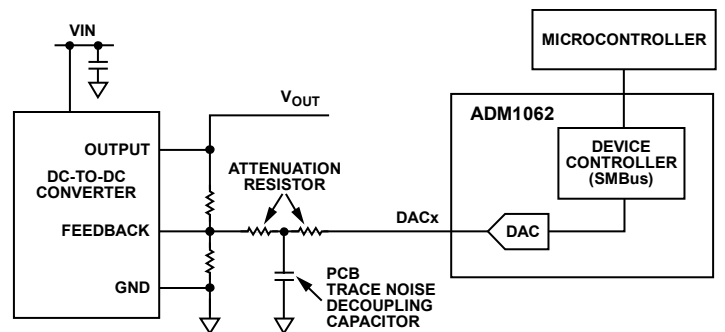 VIN
MICROCONTROLLER
VOUT
ADM1062
OUTPUT
DC-TO-DC
CONVERTER
ATTENUATION
RESISTOR
DEVICE
CONTROLLER
(SMBus)
FEEDBACK
DACx
DAC
GND
PCB
TRACE NOISE
DECOUPLING
CAPACITOR